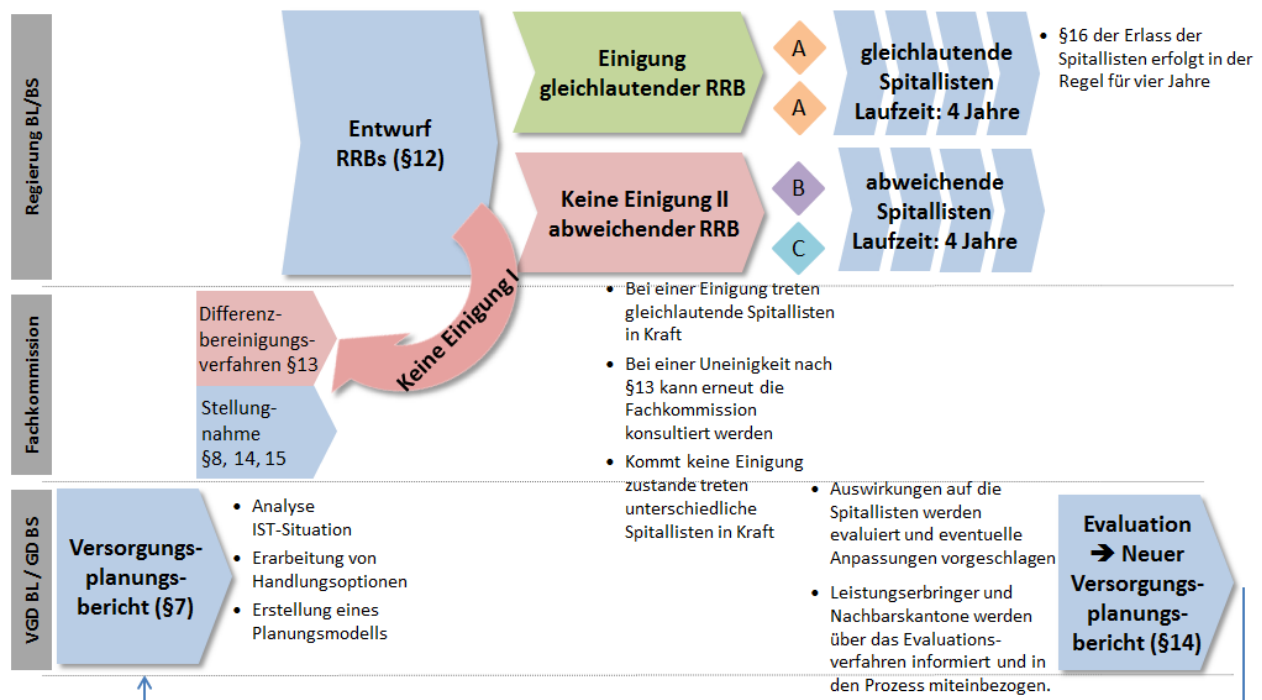 Regierung BL/BS
Entwurf
RRBs (§12)
Einigung
gleichlautender RRB
A
A
gleichlautende
Spitallisten
Laufzeit: 4 Jahre
• §16 der Erlass der
Spitallisten erfolgt in der
Regel für vier Jahre
Keine Einigung II
abweichender RRB
B
C
abweichende
Spitallisten
Laufzeit: 4 Jahre
Keine Einigung I
Fachkommission
Differenz-
bereinigungs-
verfahren §13
Stellung-
nahme
§8, 14, 15
• Bei einer Einigung treten
gleichlautende Spitallisten
in Kraft
• Bei einer Uneinigkeit nach
§13 kann erneut die
Fachkommission
konsultiert werden
• Kommt keine Einigung
zustande treten
unterschiedliche
Spitallisten in Kraft
VGD BL / GD BS
Versorgungs-
planungs-
bericht (§7)
• Analyse
IST-Situation
• Erarbeitung von
Handlungsoptionen
• Erstellung eines
Planungsmodells
• Auswirkungen auf die
Spitallisten werden
evaluiert und eventuelle
Anpassungen vorgeschlagen
• Leistungserbringer und
Nachbarskantone werden
über das Evaluations-
verfahren informiert und in
den Prozess miteinbezogen.
Evaluation
➔ Neuer
Versorgungs-
planungs-
bericht (§14)